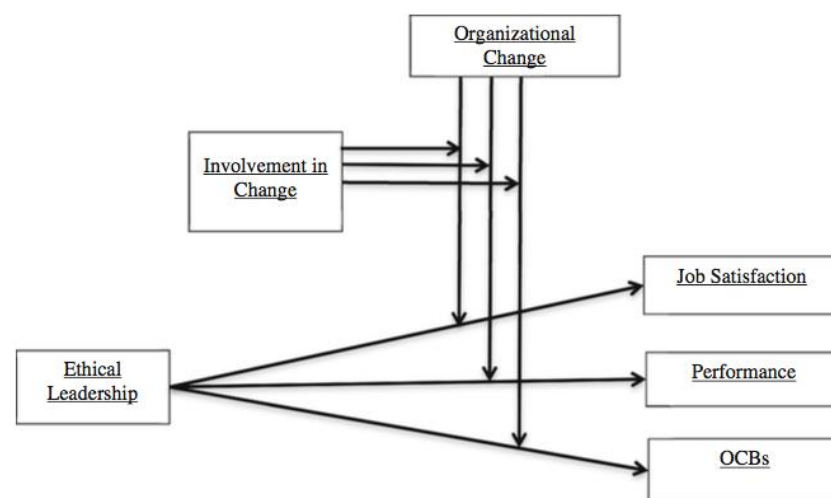 Organizational
Change
Involvement in
Change
Job Satisfaction
Ethical
Leadership
Performance
OCBs